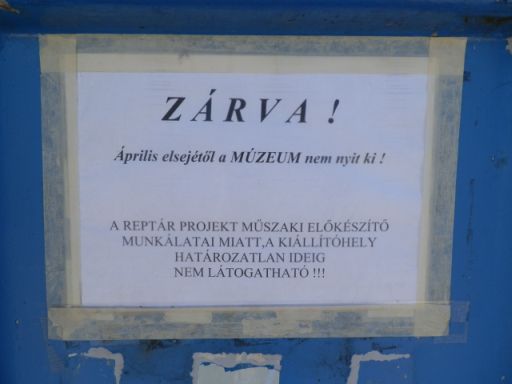 ZÁRVA !
Április elsejétől a MÚZEUM nem nyit ki !
A REPTÁR PROJEKT MŰSZAKI ELŐKÉSZÍTŐ
MUNKÁLATAI MIATT,A KIÁLLÍTÓHELY
HATÁROZATLAN IDEIG
NEM LÁTOGATHATÓ !!!